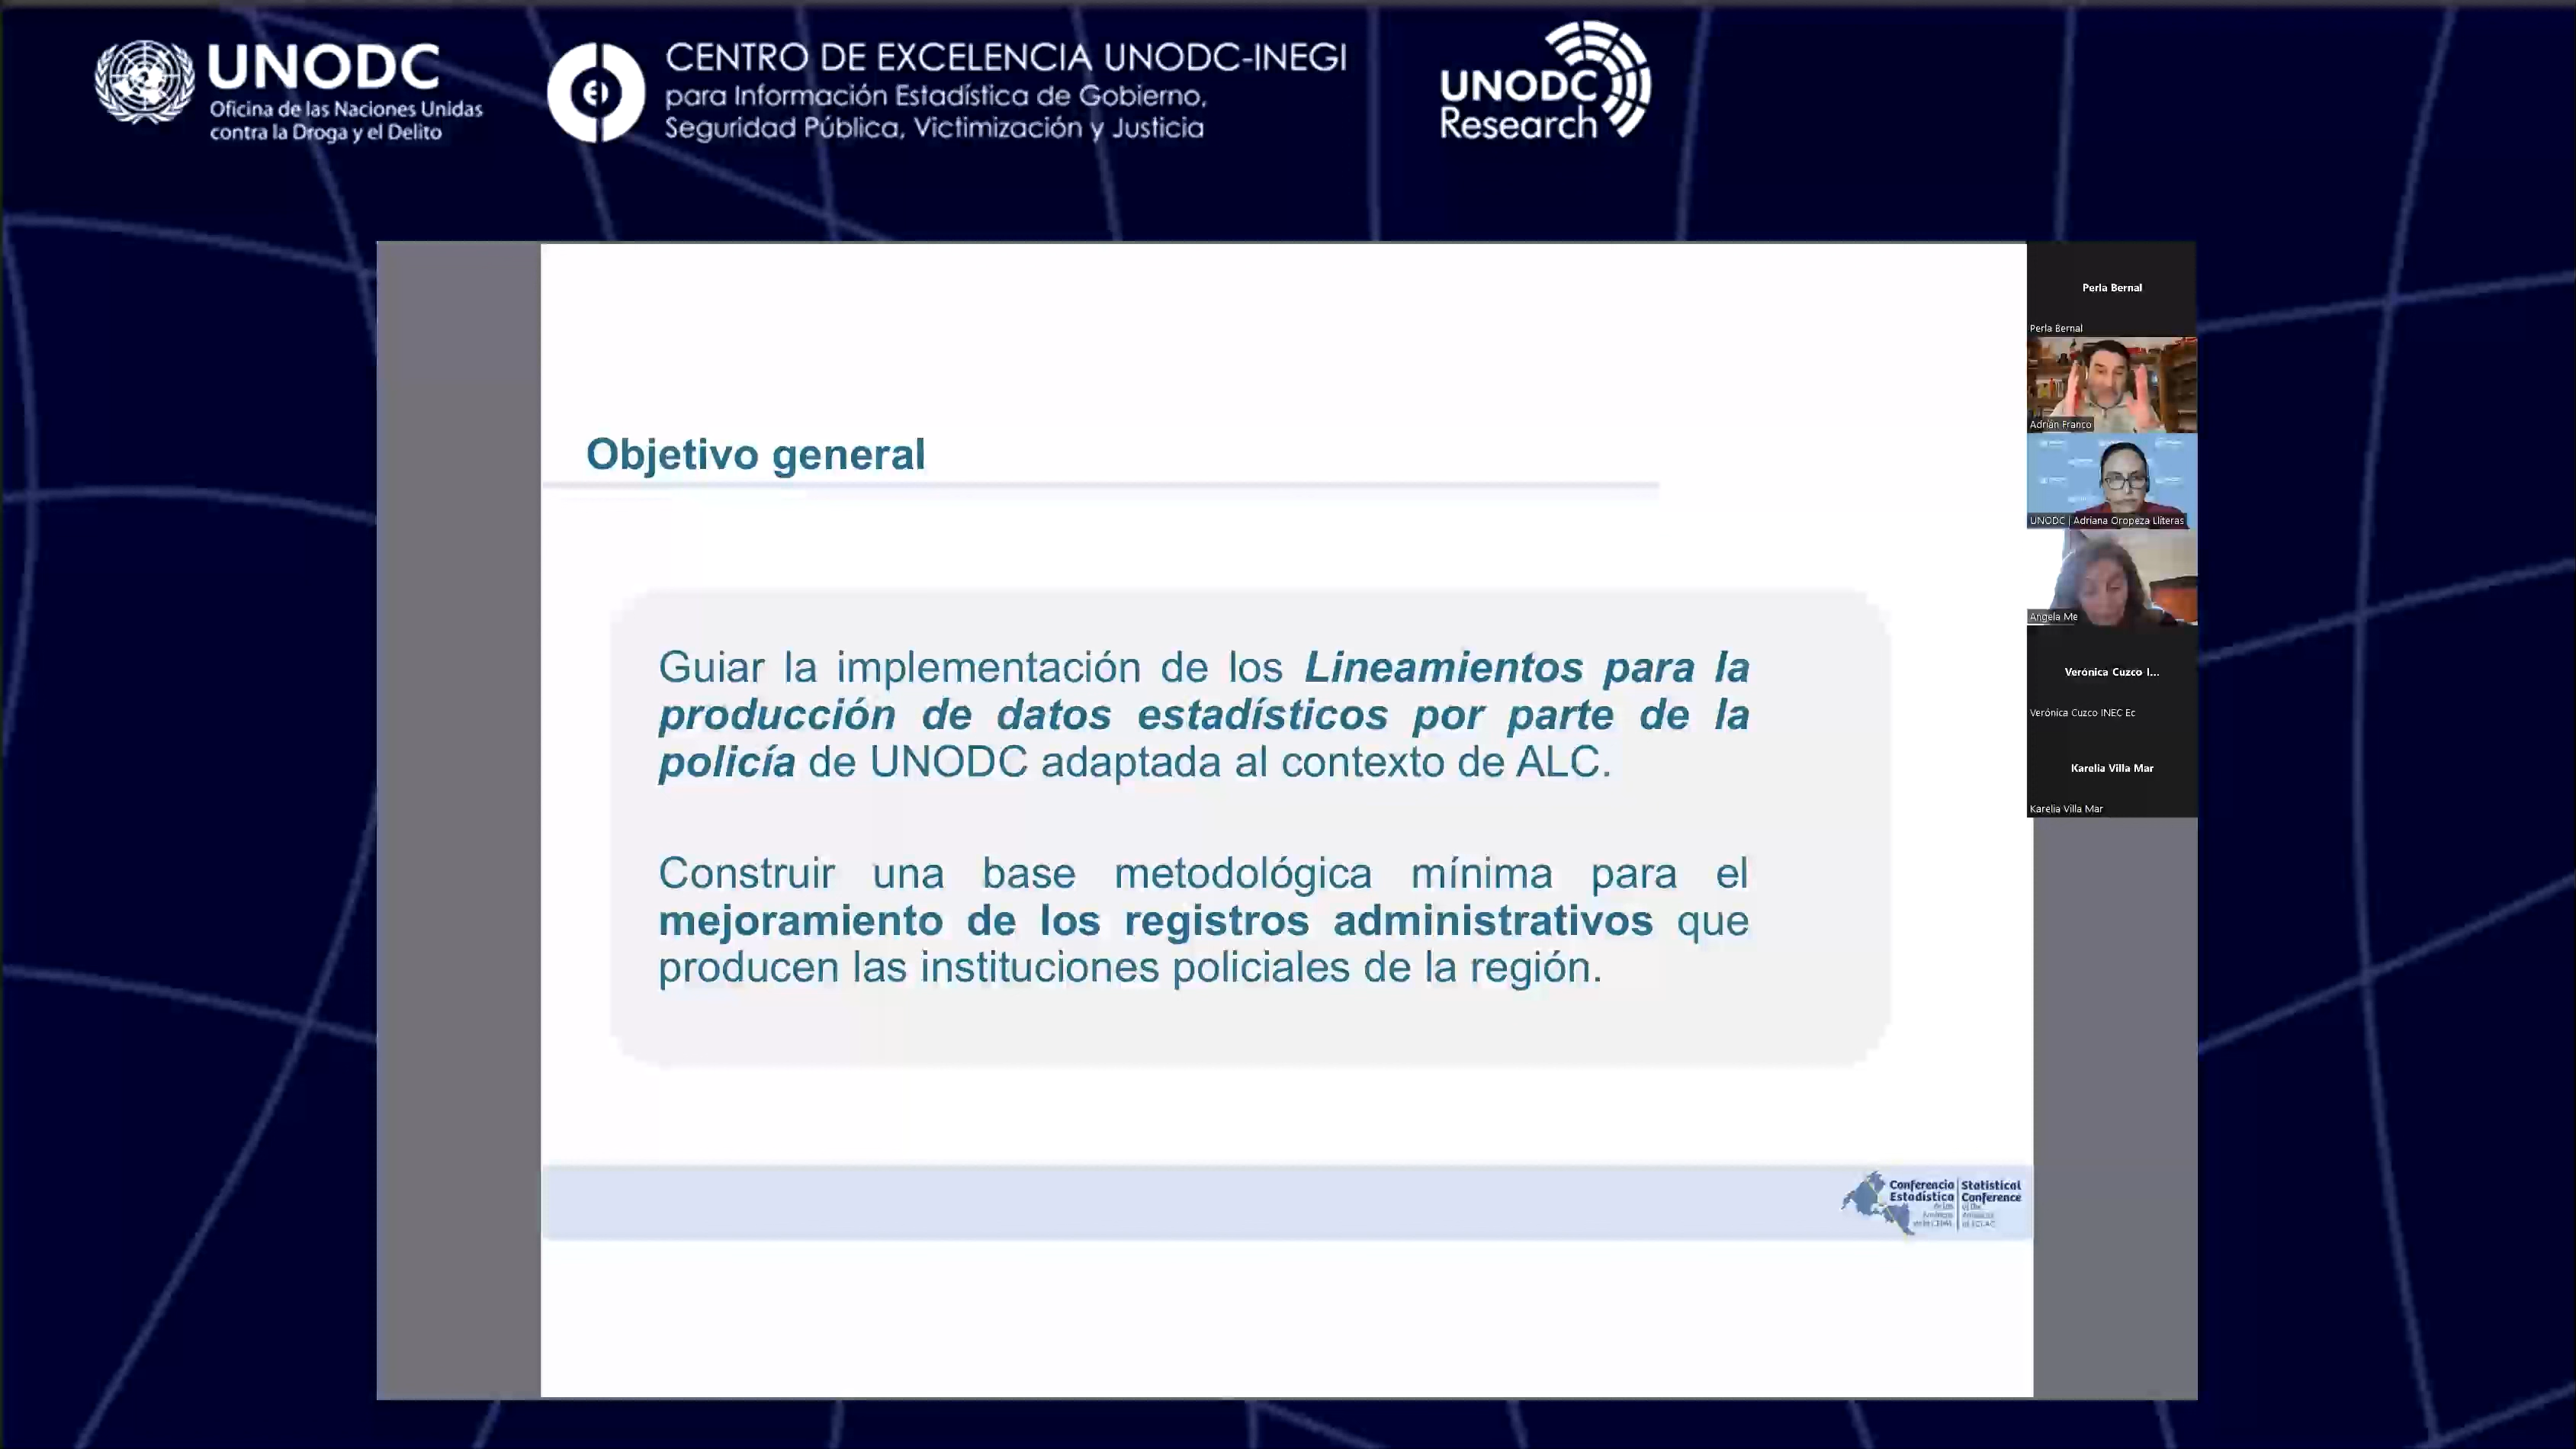 UNODC
Oficina de las Naciones Unidas
contra la Droga y el Delito
CENTRO DE EXCELENCIA UNODC-INEGI
para Información Estadística de Gobierno,
Seguridad Pública, Victimización y Justicia
UNODC
Research
Objetivo general
Guiar la implementación de los Lineamientos para la
producción de datos estadísticos por parte de la
policía de UNODC adaptada al contexto de ALC.
Construir una base metodológica mínima para el
mejoramiento de los registros administrativos que
producen las instituciones policiales de la región.
Perla Bernal
Perla Bernal
Adrián Franco
UNODC | Adriana Oropeza Lliteras
Angela Me
Verónica Cuzco I...
Verónica Cuzco INEC Ec
Karelia Villa Mar
Karelia Villa Mar
Conferencia
Estadística
Statistical
Conference